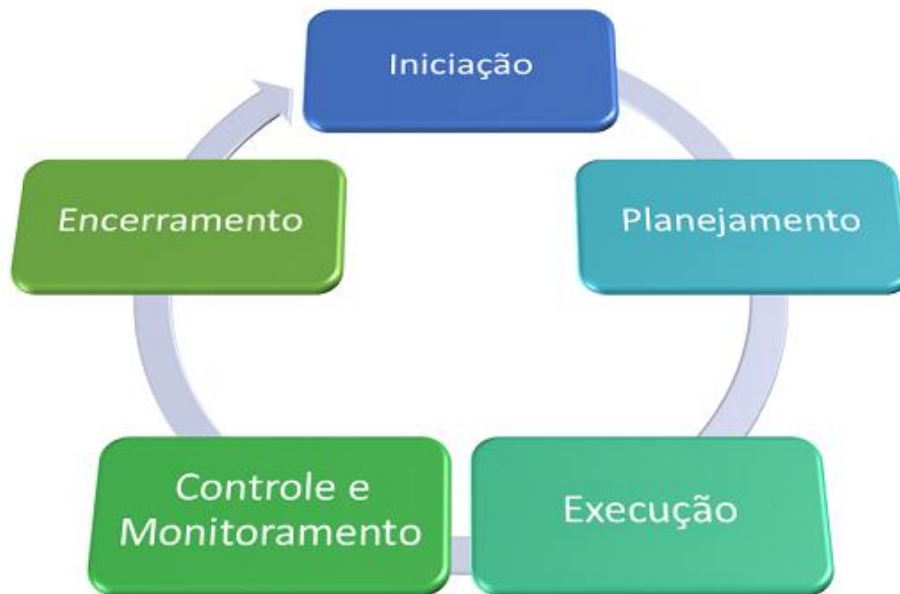 Iniciação
Planejamento
Execução
Controle e
Monitoramento
Encerramento